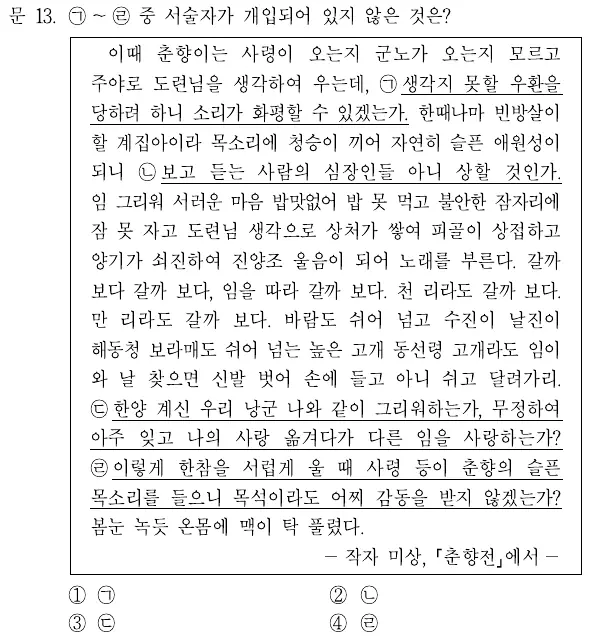 문 13. ㉠ ~ ㉣ 중 서술자가 개입되어 있지 않은 것은?
이때 춘향이는 사령이 오는지 군노가 오는지 모르고
주야로 도련님을 생각하여 우는데, ㉠ 생각지 못할 우환을
당하려 하니 소리가 화평할 수 있겠는가. 한때나마 빈방살이
할 계집아이라 목소리에 청승이 끼어 자연히 슬픈 애원성이
되니 ㉡ 보고 듣는 사람의 심장인들 아니 상할 것인가.
임 그리워 서러운 마음 밥맛없어 밥 못 먹고 불안한 잠자리에
잠 못 자고 도련님 생각으로 상처가 쌓여 피골이 상접하고
양기가 쇠진하여 진양조 울음이 되어 노래를 부른다. 갈까
보다 갈까 보다, 임을 따라 갈까 보다. 천 리라도 갈까 보다.
만 리라도 갈까 보다. 바람도 쉬어 넘고 수진이 날진이
해동청 보라매도 쉬어 넘는 높은 고개 동선령 고개라도 임이
와 날 찾으면 신발 벗어 손에 들고 아니 쉬고 달려가리.
㉢ 한양 계신 우리 낭군 나와 같이 그리워하는가, 무정하여
아주 잊고 나의 사랑 옮겨다가 다른 임을 사랑하는가?
㉣ 이렇게 한참을 서럽게 울 때 사령 등이 춘향의 슬픈
목소리를 들으니 목석이라도 어찌 감동을 받지 않겠는가?
봄눈 녹듯 온몸에 맥이 탁 풀렸다.
- 작자 미상, 「춘향전」에서 -
① ㉠ ② ㉡
③ ㉢ ④ ㉣